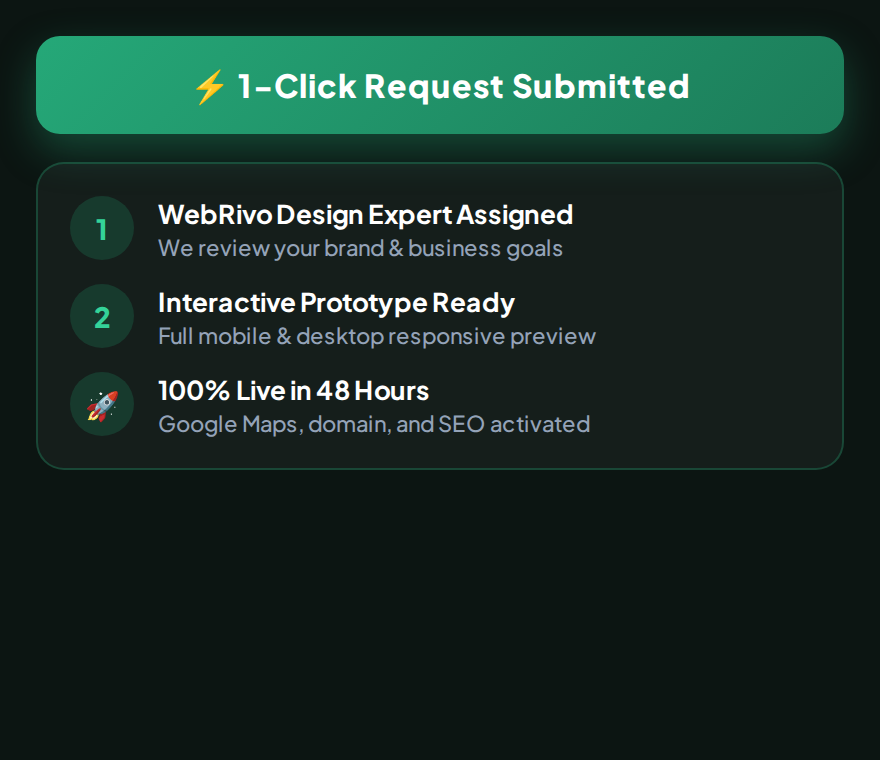 ⚡ 1-Click Request Submitted
1
WebRivo Design Expert Assigned
We review your brand & business goals
2
Interactive Prototype Ready
Full mobile & desktop responsive preview
🚀
100% Live in 48 Hours
Google Maps, domain, and SEO activated